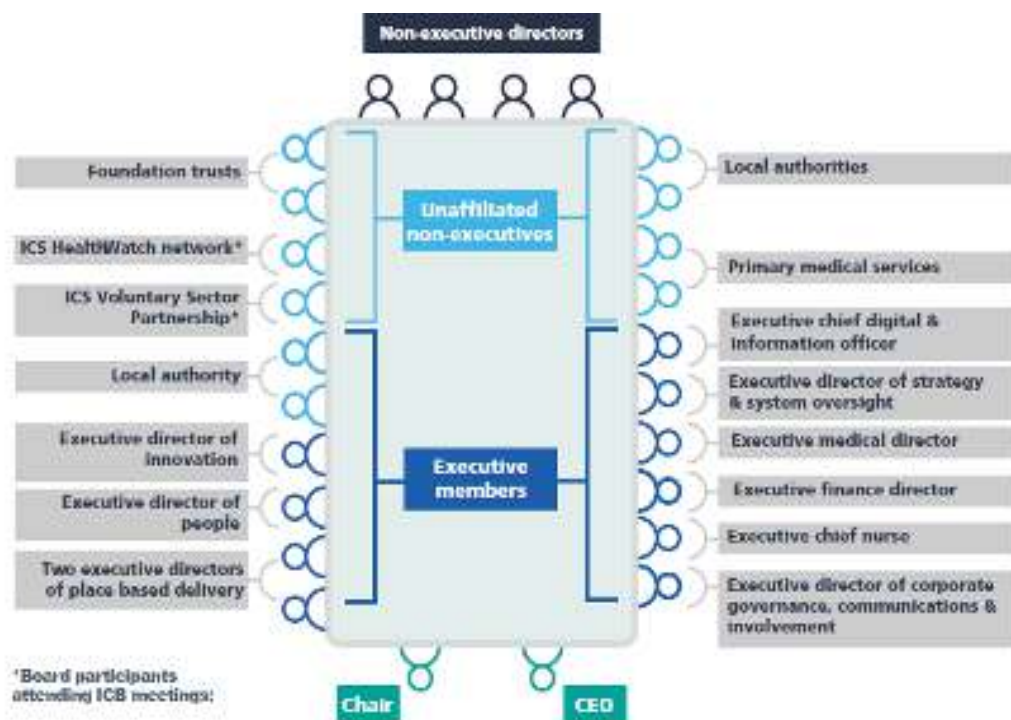 Non-executive directors
Foundation trusts
ICS HealthWatch network*
ICS Voluntary Sector
Partnership*
Local authority
Executive director of
innovation
Executive director of
people
Two executive directors
of place based delivery
Unaffiliated
non-executives
Executive
members
Local authorities
Primary medical services
Executive chief digital &
information officer
Executive director of strategy
& system oversight
Executive medical director
Executive finance director
Executive chief nurse
Executive director of corporate
governance, communications &
involvement
*Board participants
attending ICB meetings;
Chair
CEO